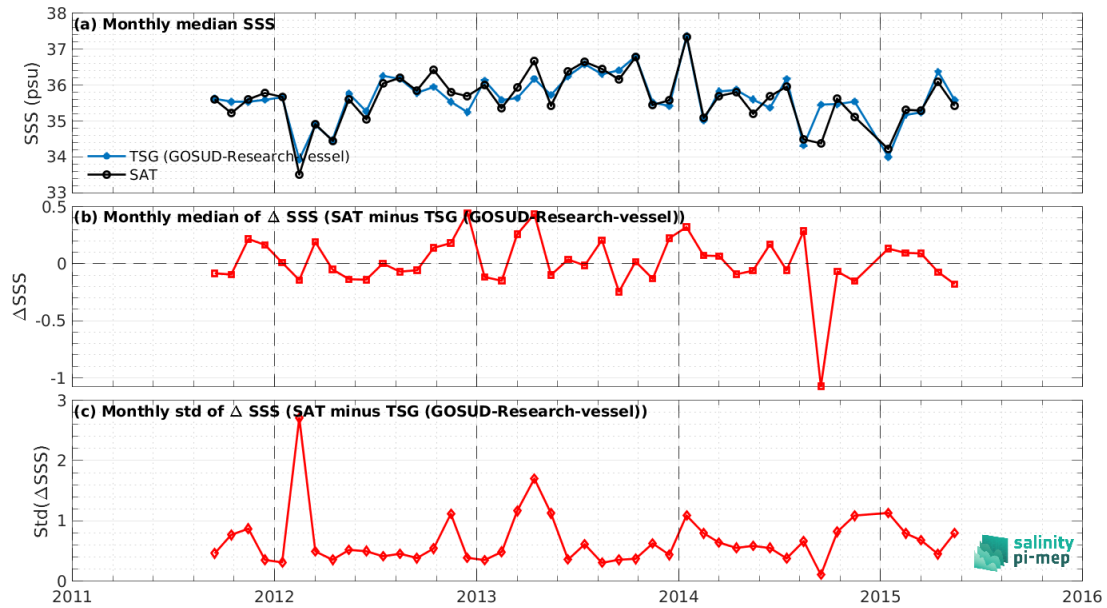 (a) Monthly median SSS
38
37
36
35
34
33
SSS (psu)
TSG (GOSUD-Research-vessel)
SAT
(b) Monthly median of Δ SSS (SAT minus TSG (GOSUD-Research-vessel))
0.5
0
-0.5
-1
ΔSSS
(c) Monthly std of Δ SSS (SAT minus TSG (GOSUD-Research-vessel))
3
2
1
0
Std(ΔSSS)
salinity
pi-mep
2011 2012 2013 2014 2015 2016